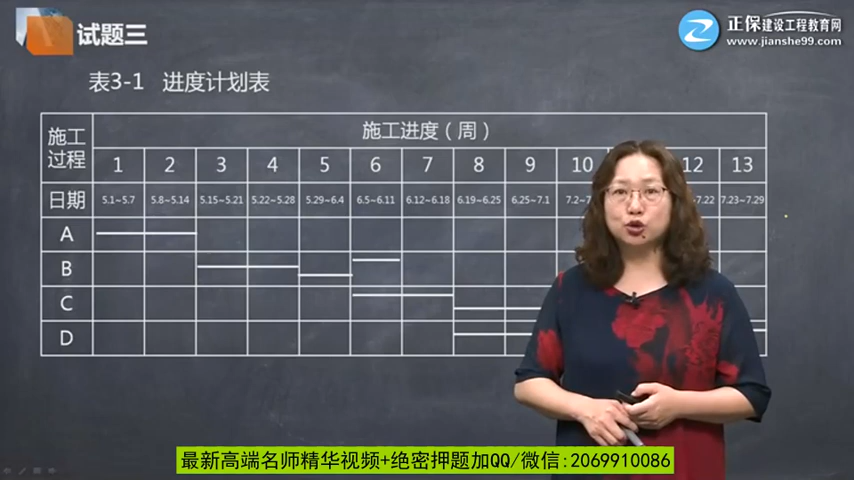 试题三
正保建设工程教育网
www.jianshe99.com
表3-1 进度计划表
施工过程 施工进度(周)
1 2 3 4 5 6 7 8 9 10 12 13
日期 5.1~5.7 5.8~5.14 5.15~5.21 5.22~5.28 5.29~6.4 6.5~6.11 6.12~6.18 6.19~6.25 6.25~7.1 7.2~7 ~7.22 7.23~7.29
A
B
C
D
最新高端名师精华视频+绝密押题加QQ/微信:2069910086